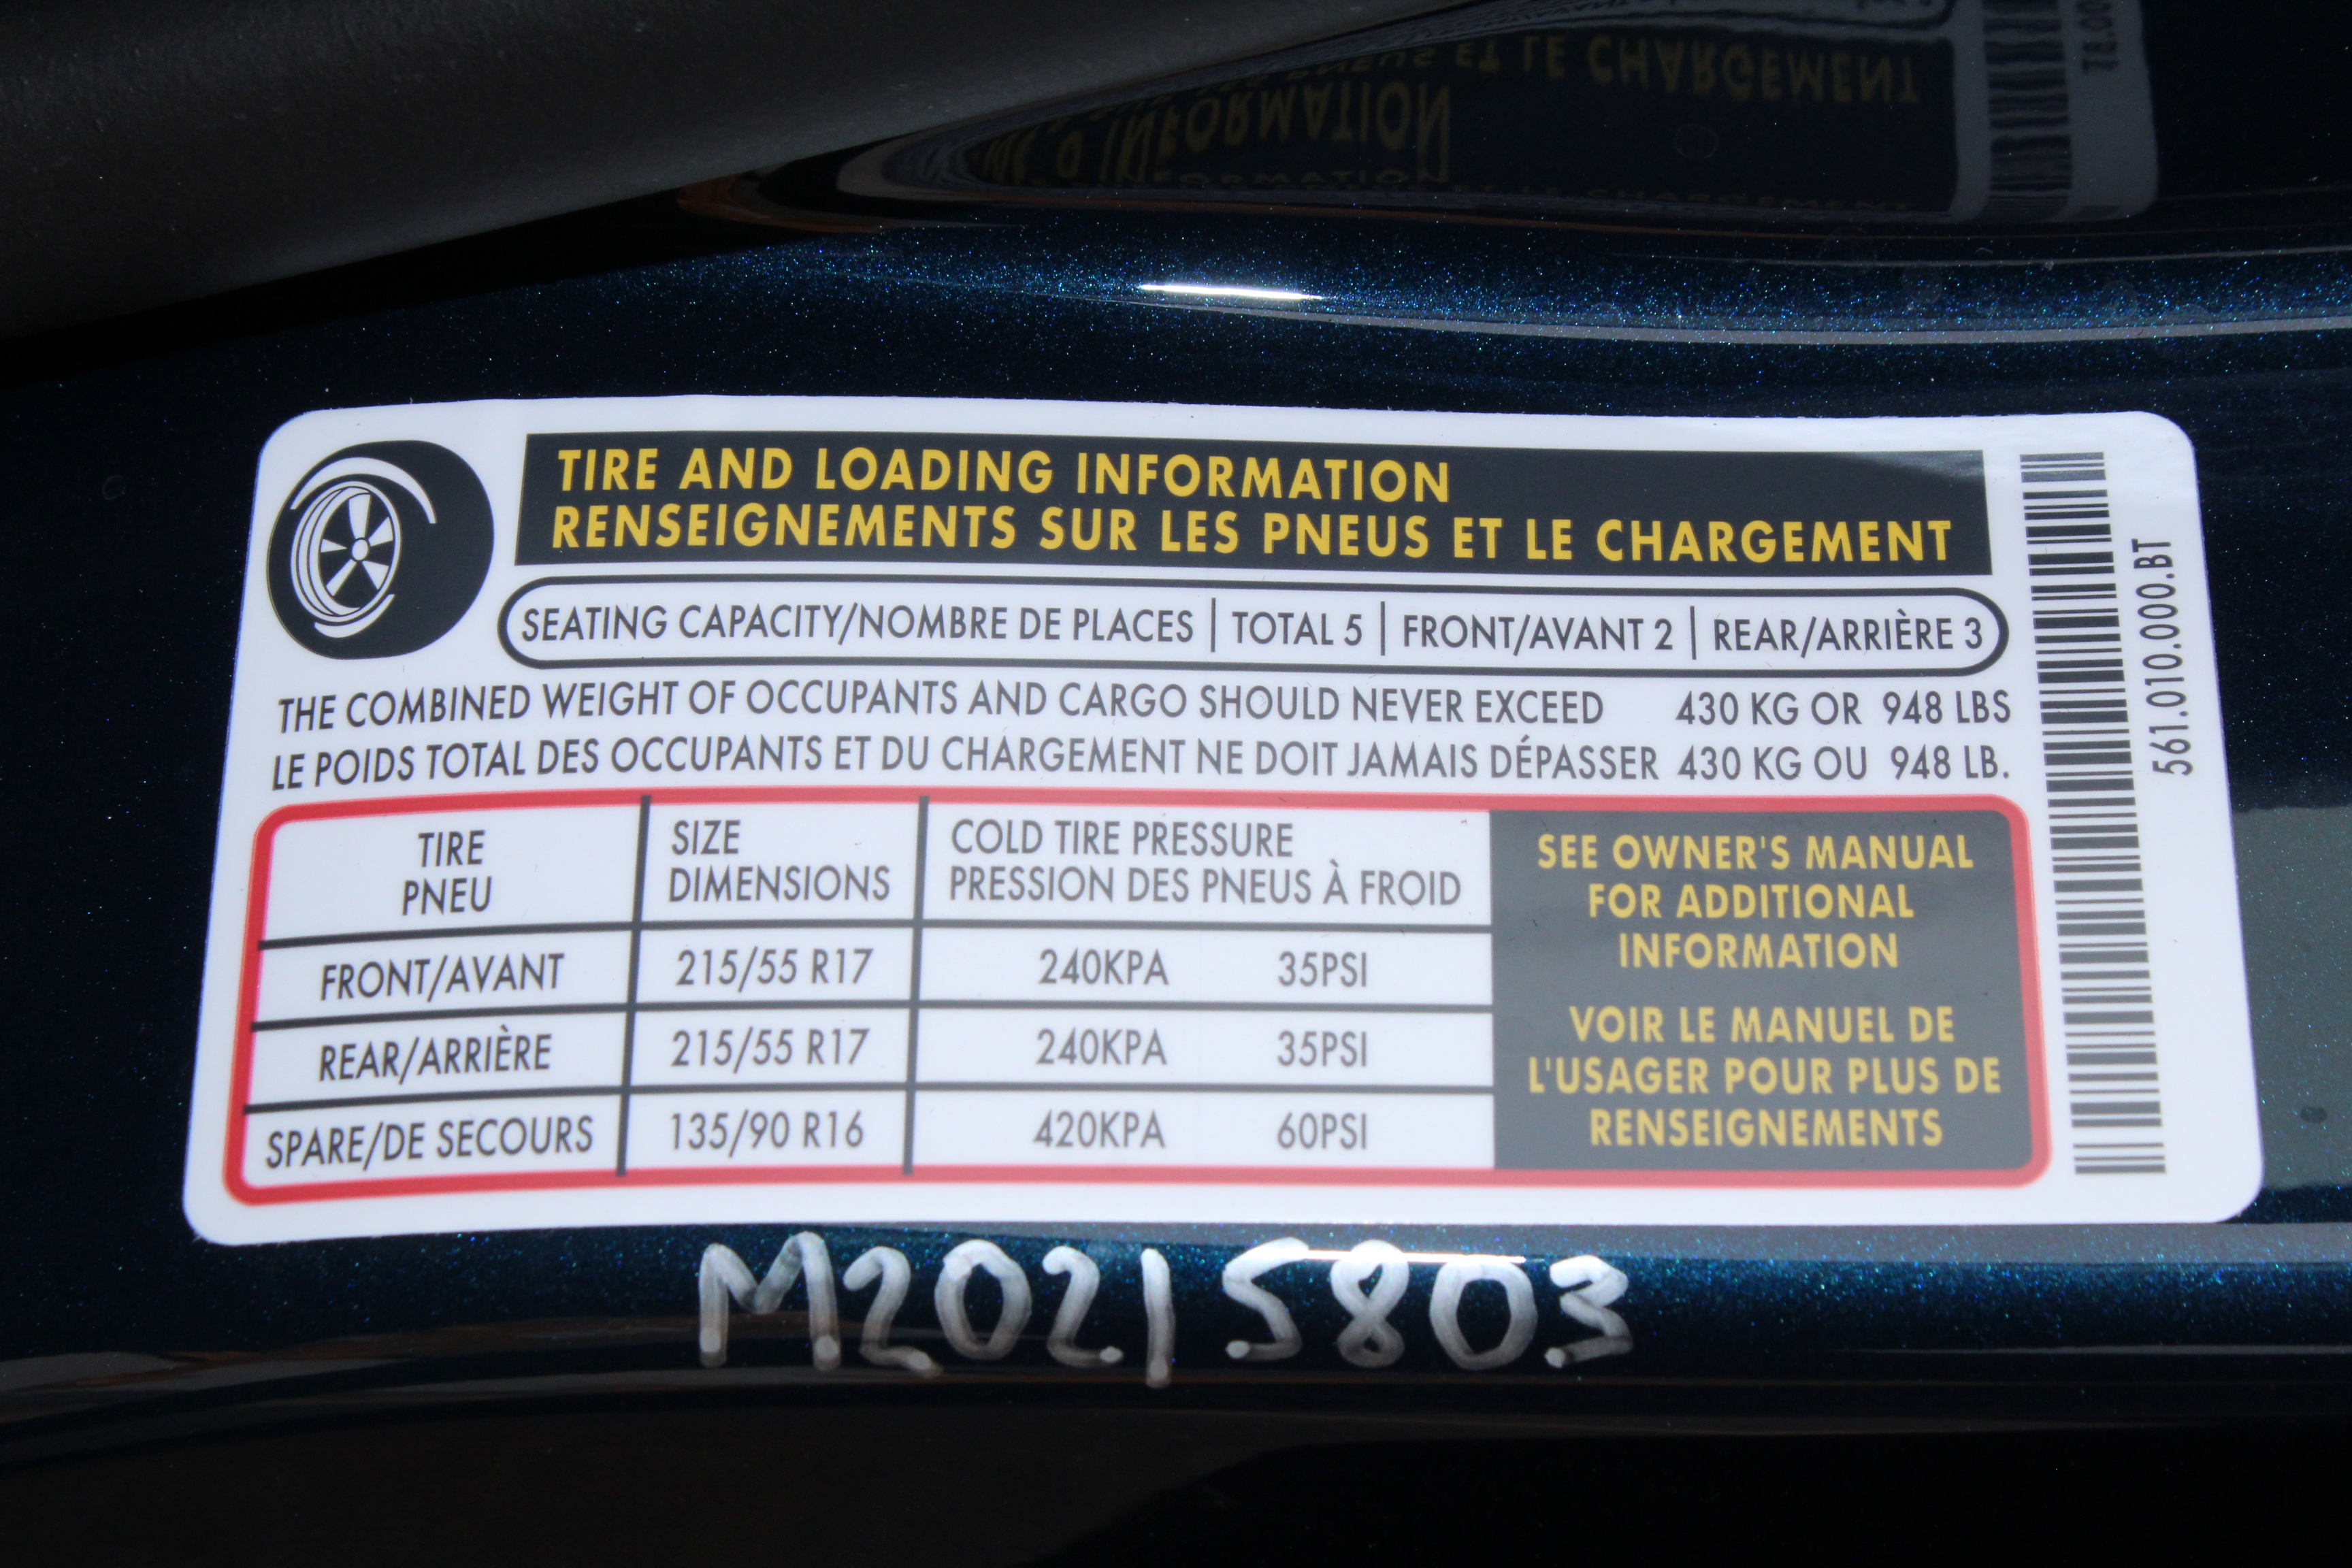 TIRE AND LOADING INFORMATION
RENSEIGNEMENTS SUR LES PNEUS ET LE CHARGEMENT
SEATING CAPACITY/NOMBRE DE PLACES | TOTAL 5 | FRONT/AVANT 2 | REAR/ARRIÈRE 3
THE COMBINED WEIGHT OF OCCUPANTS AND CARGO SHOULD NEVER EXCEED 430 KG OR 948 LBS
LE POIDS TOTAL DES OCCUPANTS ET DU CHARGEMENT NE DOIT JAMAIS DÉPASSER 430 KG OU 948 LB.
TIRE
PNEU
SIZE
DIMENSIONS
COLD TIRE PRESSURE
PRESSION DES PNEUS À FROID
FRONT/AVANT 215/55 R17 240KPA 35PSI
REAR/ARRIÈRE 215/55 R17 240KPA 35PSI
SPARE/DE SECOURS 135/90 R16 420KPA 60PSI
SEE OWNER'S MANUAL
FOR ADDITIONAL
INFORMATION
VOIR LE MANUEL DE
L'USAGER POUR PLUS DE
RENSEIGNEMENTS
561.010.000.BT
M20215803